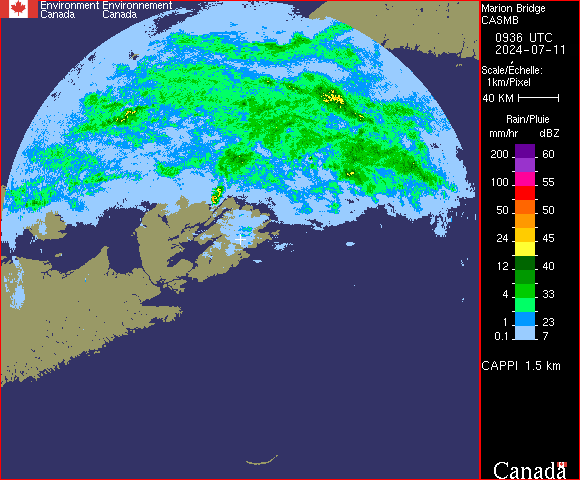 Environment Environnement
Canada Canada
Marion Bridge
CASMB
0936 UTC
2024-07-11
Scale/Échelle:
1km/Pixel
40 KM
Rain/Pluie
mm/hr dBZ
200 60
100 55
50 50
24 45
12 40
4 33
1 23
0.1 7
CAPPI 1.5 km
Canada